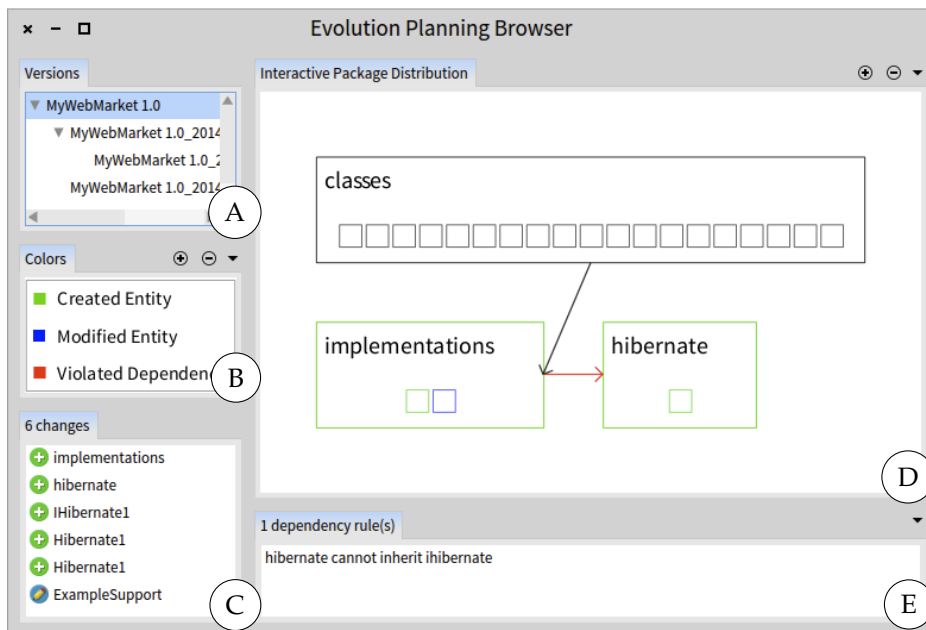 Evolution Planning Browser
Versions
MyWebMarket 1.0
MyWebMarket 1.0_2014
MyWebMarket 1.0_2
MyWebMarket 1.0_2014
A
Colors
Created Entity
Modified Entity
Violated Dependenc
B
6 changes
implementations
hibernate
IHibernate1
Hibernate1
Hibernate1
ExampleSupport
C
Interactive Package Distribution
classes
implementations
hibernate
D
1 dependency rule(s)
hibernate cannot inherit ihibernate
E